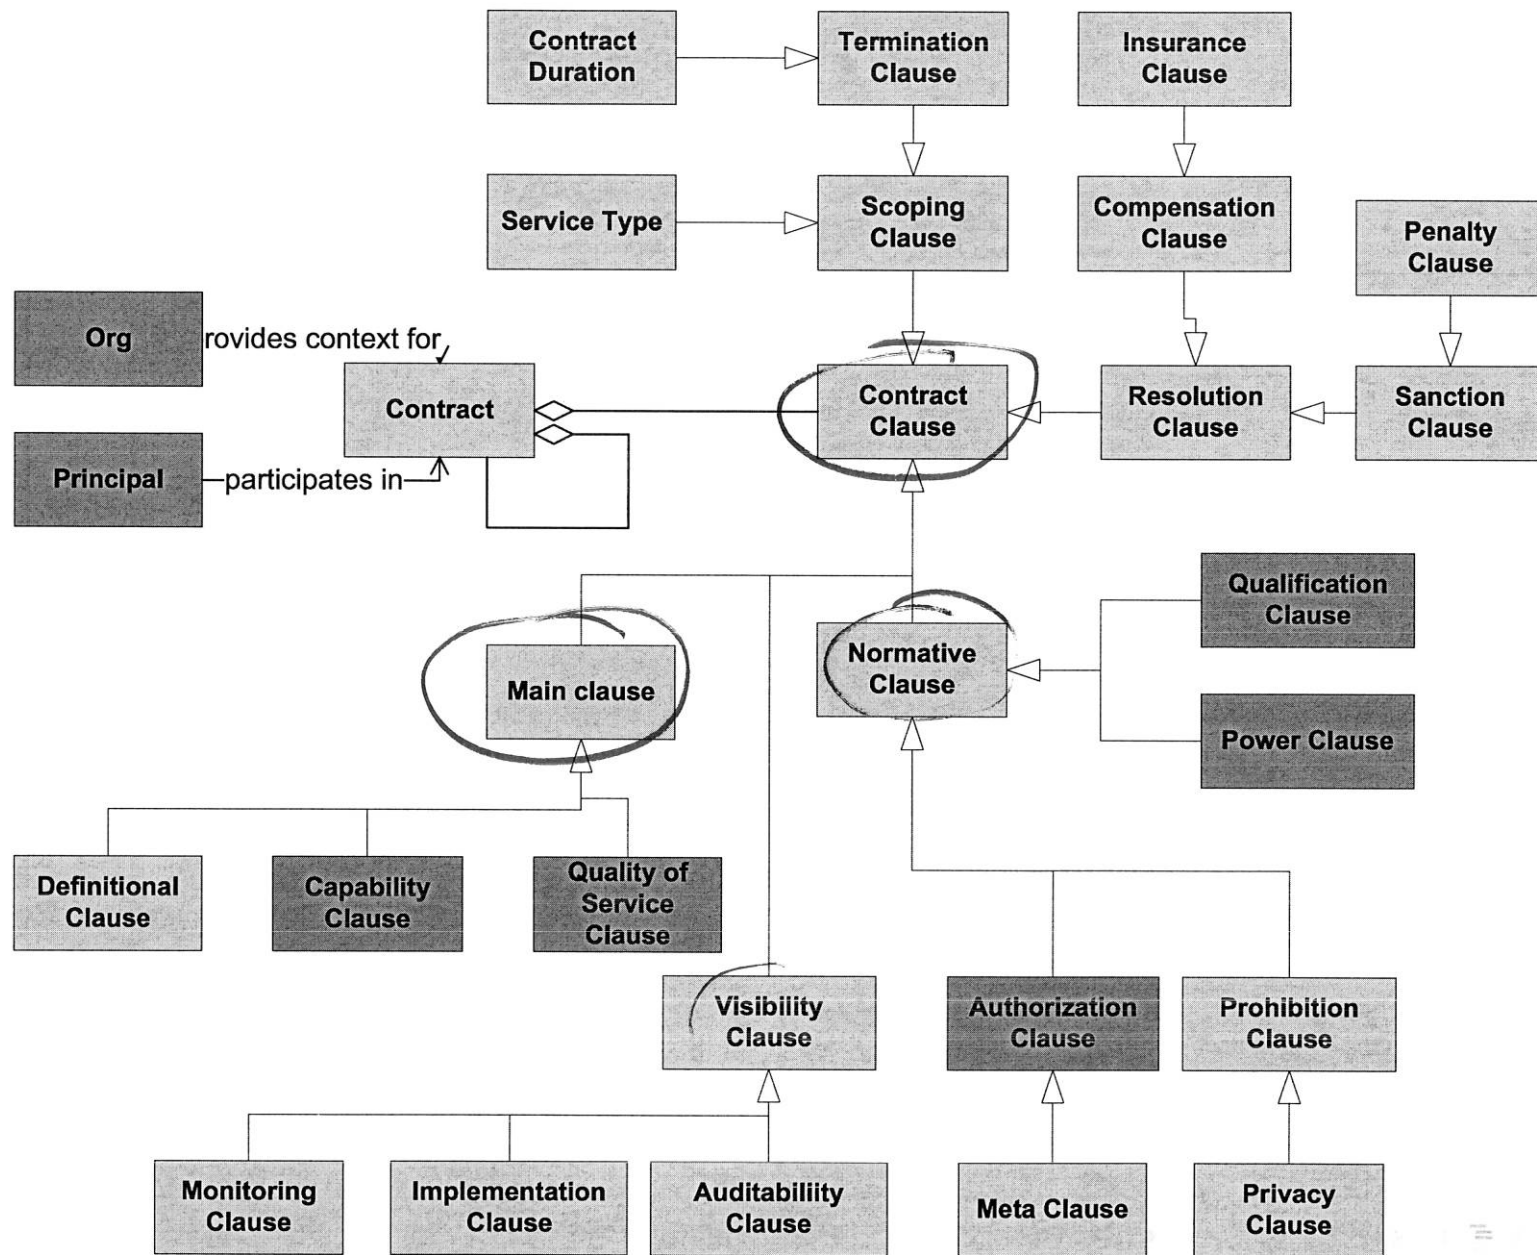 Contract
Duration
Termination
Clause
Insurance
Clause
Service Type
Scoping
Clause
Compensation
Clause
Penalty
Clause
Org
rovides context for
Contract
Contract
Clause
Resolution
Clause
Sanction
Clause
Principal
participates in
Qualification
Clause
Main clause
Normative
Clause
Power Clause
Definitional
Clause
Capability
Clause
Quality of
Service
Clause
Visibility
Clause
Authorization
Clause
Prohibition
Clause
Monitoring
Clause
Implementation
Clause
Auditabiliity
Clause
Meta Clause
Privacy
Clause